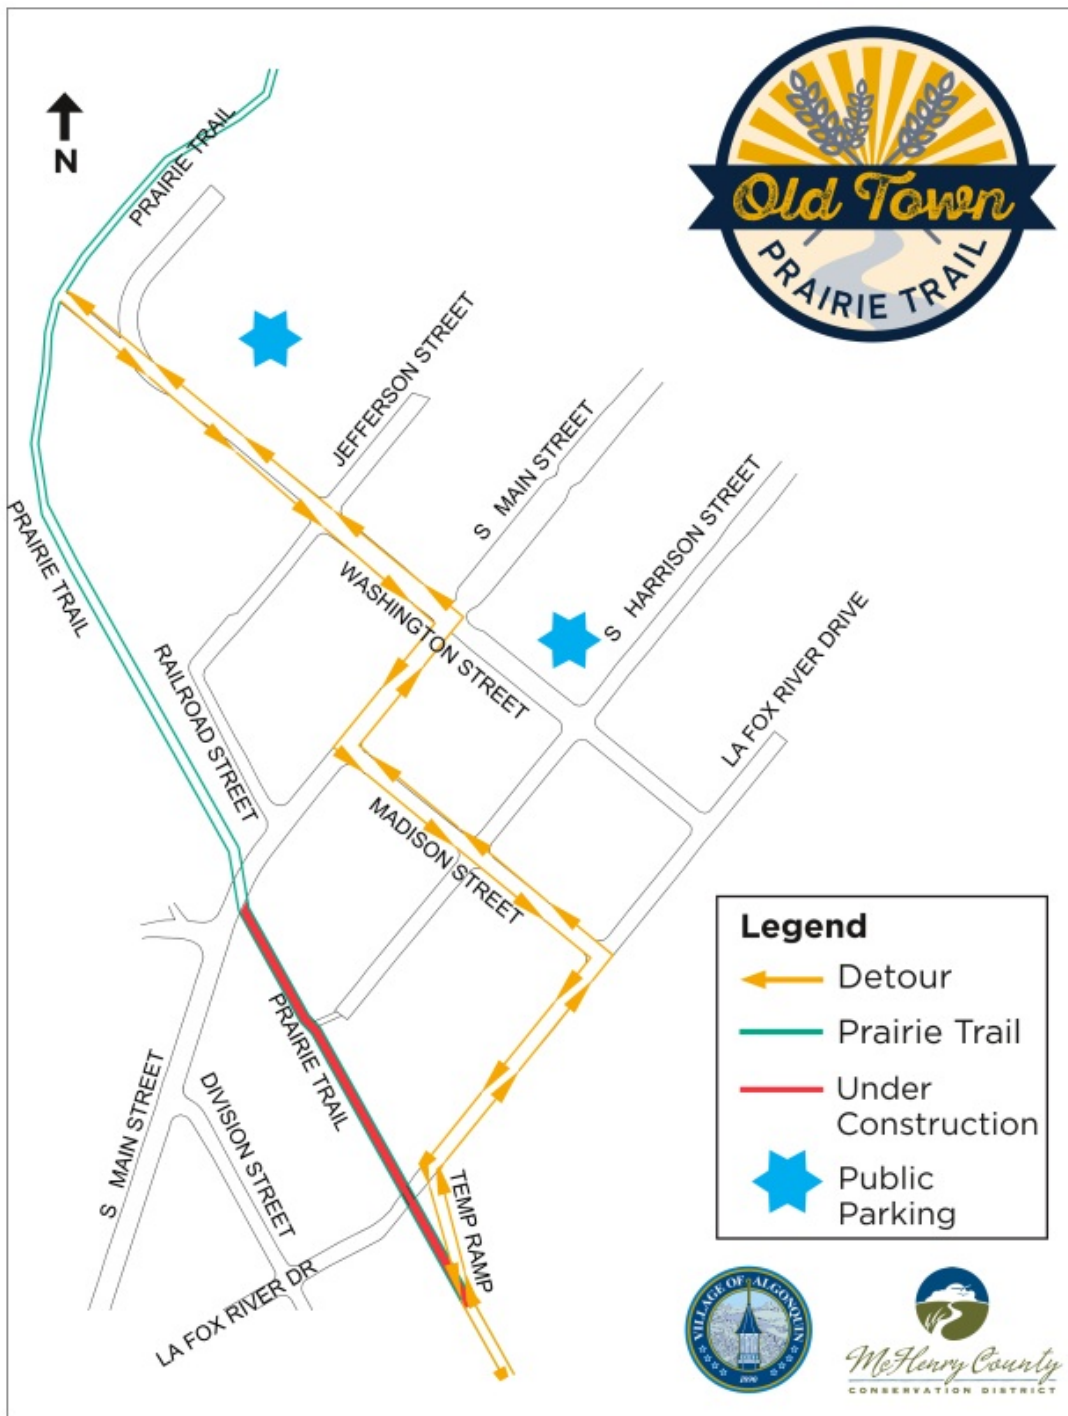 N
PRAIRIE TRAIL
Old Town
PRAIRIE TRAIL
JEFFERSON STREET
S MAIN STREET
S HARRISON STREET
PRAIRIE TRAIL
WASHINGTON STREET
LA FOX RIVER DRIVE
RAILROAD STREET
MADISON STREET
PRAIRIE TRAIL
S MAIN STREET
DIVISION STREET
TEMP RAMP
LA FOX RIVER DR
Legend
Detour
Prairie Trail
Under
Construction
Public
Parking
VILLAGE OF ALGONQUIN
1890
McHenry County
CONSERVATION DISTRICT